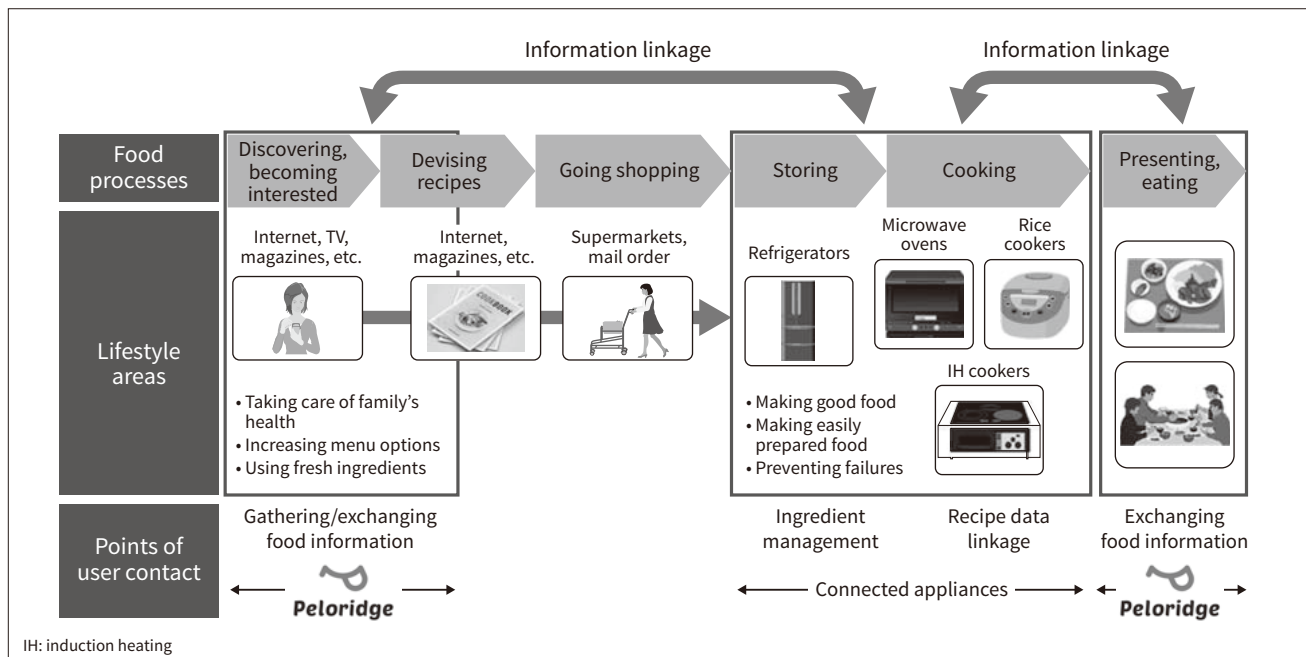 Information linkage
Information linkage
Food
processes
Discovering,
becoming
interested
Devising
recipes
Going shopping
Storing
Cooking
Presenting,
eating
Lifestyle
areas
Internet, TV,
magazines, etc.
Internet,
magazines, etc.
COOKBOOK
Supermarkets,
mail order
Refrigerators
Microwave
ovens
Rice
cookers
IH cookers
• Taking care of family’s
health
• Increasing menu options
• Using fresh ingredients
• Making good food
• Making easily
prepared food
• Preventing failures
Points of
user contact
Gathering/exchanging
food information
Peloridge
Ingredient
management
Recipe data
linkage
Connected appliances
Exchanging
food information
Peloridge
IH: induction heating